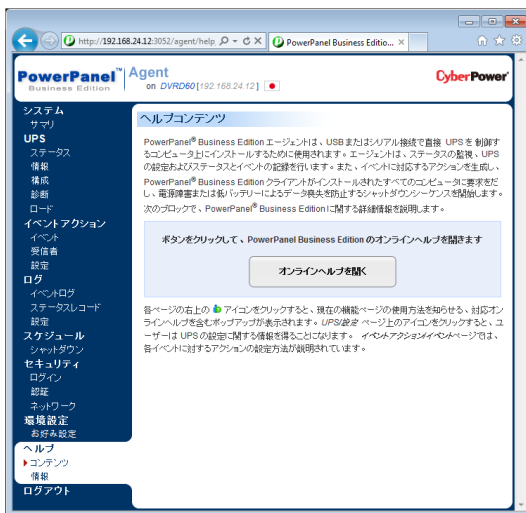 http://192.168.24.12:3052/agent/help
PowerPanel Business Editio...
PowerPanel™
Business Edition
Agent
on DVRD60[192.168.24.12]
CyberPower®
システム
サマリ
UPS
ステータス
情報
構成
診断
ロード
イベントアクション
イベント
受信者
設定
ログ
イベントログ
ステータスレコード
設定
スケジュール
シャットダウン
セキュリティ
ログイン
認証
ネットワーク
環境設定
お好み設定
ヘルプ
コンテンツ
情報
ログアウト
ヘルプコンテンツ
PowerPanel® Business Edition エージェントは、USB またはシリアル接続で直接 UPS を 制御す
るコンピュータ上にインストールするために使用されます。エージェントは、ステータスの監視、UPS
の設定およびステータスとイベントの記録を行います。また、イベントに対応するアクションを生成し、
PowerPanel® Business Edition クライアントがインストールされたすべてのコンピュータに要求をだ
し、電源障害または低バッテリーによるデータ喪失を防止するシャットダウンシーケンスを開始します。
次のブロックで、PowerPanel® Business Edition に関する詳細情報を説明します。
ボタンをクリックして、PowerPanel Business Edition のオンラインヘルプを開きます
オンラインヘルプを開く
各ページの右上の アイコンをクリックすると、現在の機能ページの使用方法を知らせる、対応オン
ラインヘルプを含むポップアップが表示されます。UPS/設定 ページ上のアイコンをクリックすると、ユ
ーザーは UPS の設定に関する情報を得ることになります。 イベントアクション/イベントページでは、
各イベントに対するアクションの設定方法が説明されています。